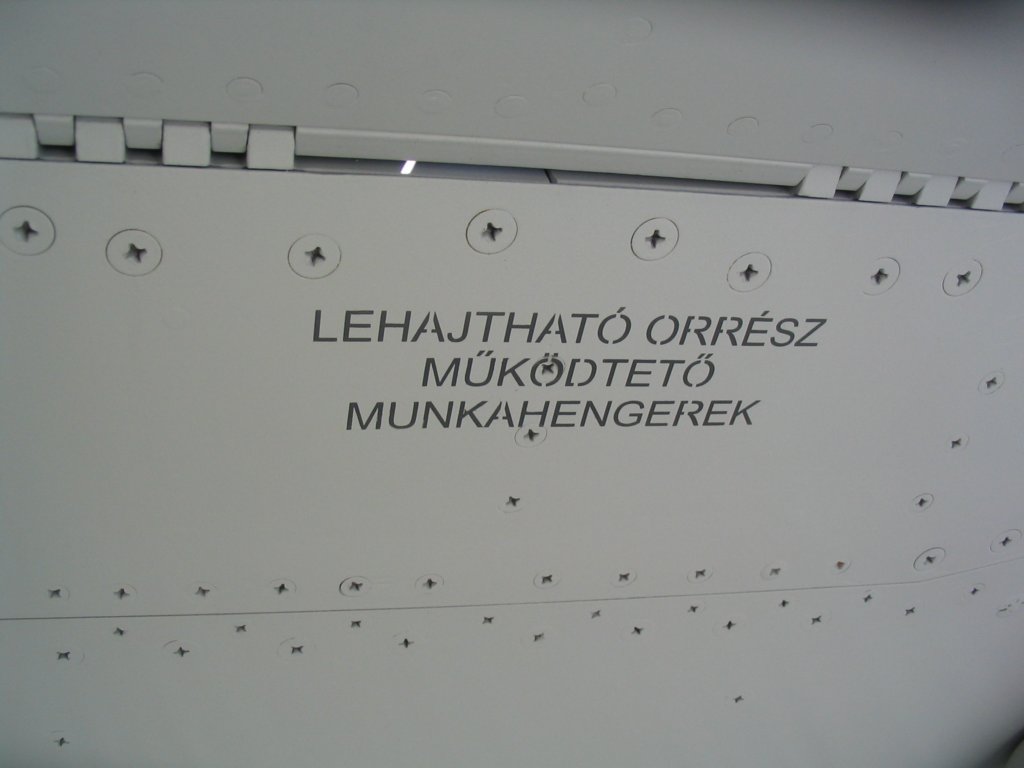 LEHAJTHATÓ ORRÉSZ
MŰKÖDTETŐ
MUNKAHENGEREK